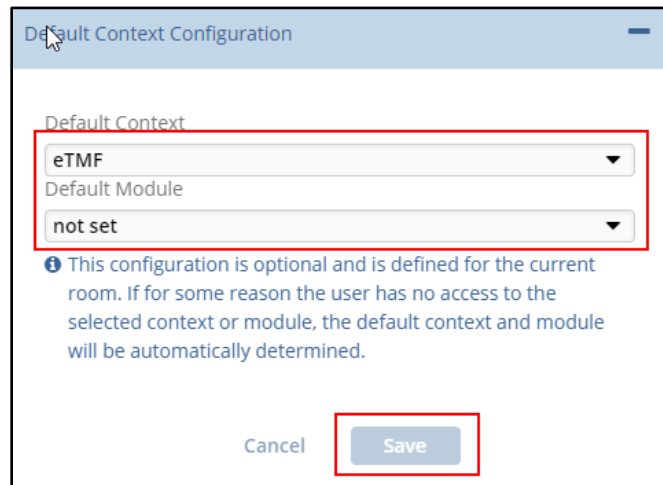 Default Context Configuration
Default Context
eTMF
Default Module
not set
This configuration is optional and is defined for the current
room. If for some reason the user has no access to the
selected context or module, the default context and module
will be automatically determined.
Cancel Save